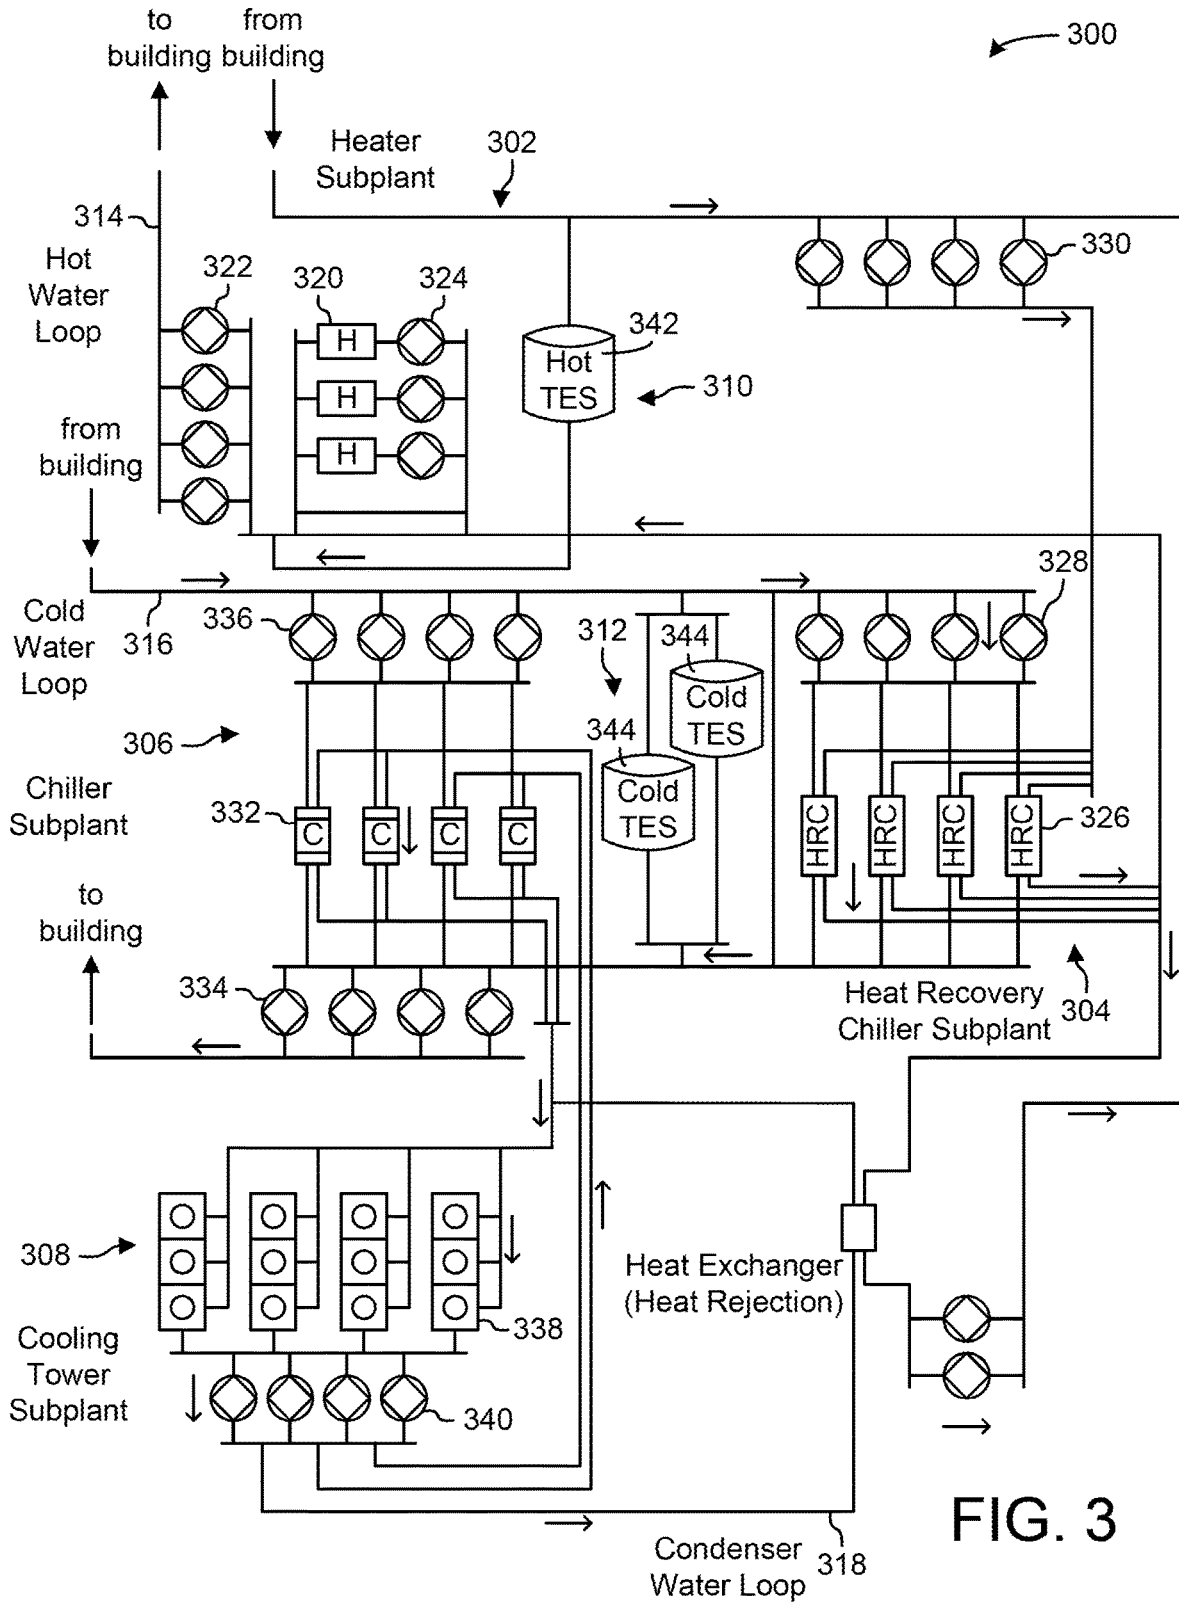 to
building
from
building
300
Heater
Subplant
302
314
Hot
Water
Loop
322
320
324
330
H
H
H
342
Hot
TES
310
from
building
328
Cold
Water
Loop
316
336
312
344
Cold
TES
344
Cold
TES
306
Chiller
Subplant
332
C
C
C
C
HRC
HRC
HRC
HRC
326
to
building
334
Heat Recovery
Chiller Subplant
304
308
338
Heat Exchanger
(Heat Rejection)
Cooling
Tower
Subplant
340
Condenser
Water Loop
318
FIG. 3